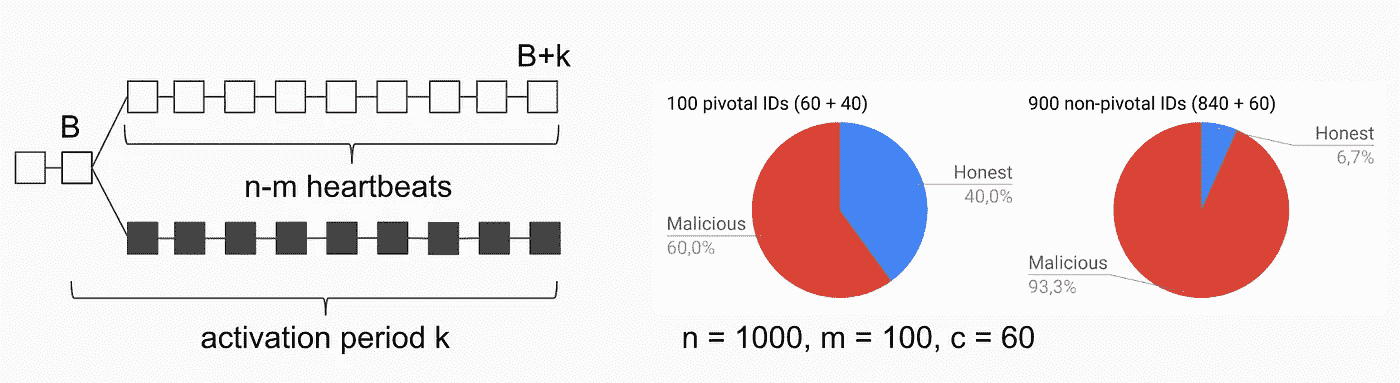 B+k
B
n-m heartbeats
activation period k
100 pivotal IDs (60 + 40)
Honest
40,0%
Malicious
60,0%
900 non-pivotal IDs (840 + 60)
Honest
6,7%
Malicious
93,3%
n = 1000, m = 100, c = 60